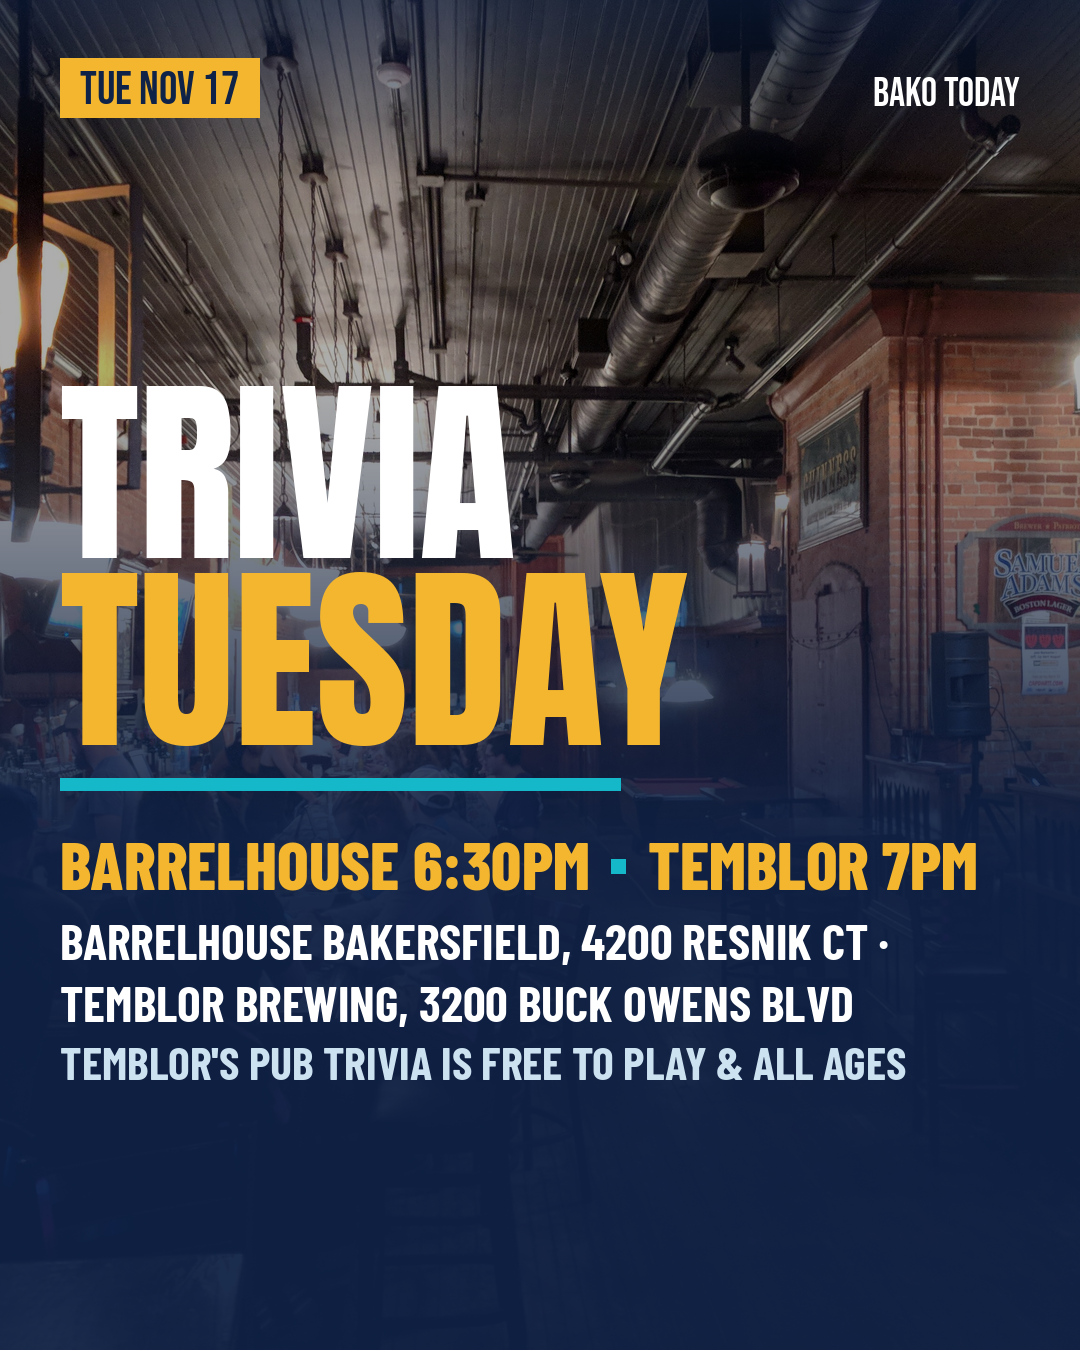 TUE NOV 17
BAKO TODAY
TRIVIA
TUESDAY
BARRELHOUSE 6:30PM ▪ TEMBLOR 7PM
BARRELHOUSE BAKERSFIELD, 4200 RESNIK CT ·
TEMBLOR BREWING, 3200 BUCK OWENS BLVD
TEMBLOR'S PUB TRIVIA IS FREE TO PLAY & ALL AGES
GUINNESS
SAMUEL
ADAMS
BOSTON LAGER